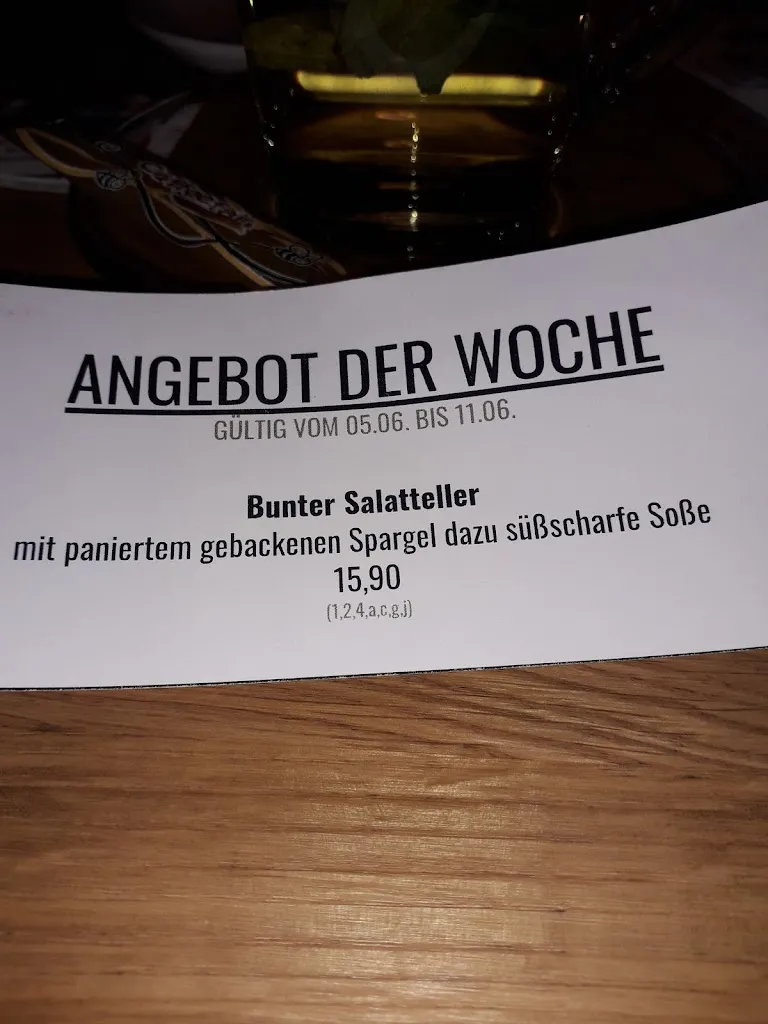 ANGEBOT DER WOCHE
GÜLTIG VOM 05.06. BIS 11.06.
Bunter Salatteller
mit paniertem gebackenen Spargel dazu süßscharfe Soße
15,90
(1,2,4,a,c,g,j)